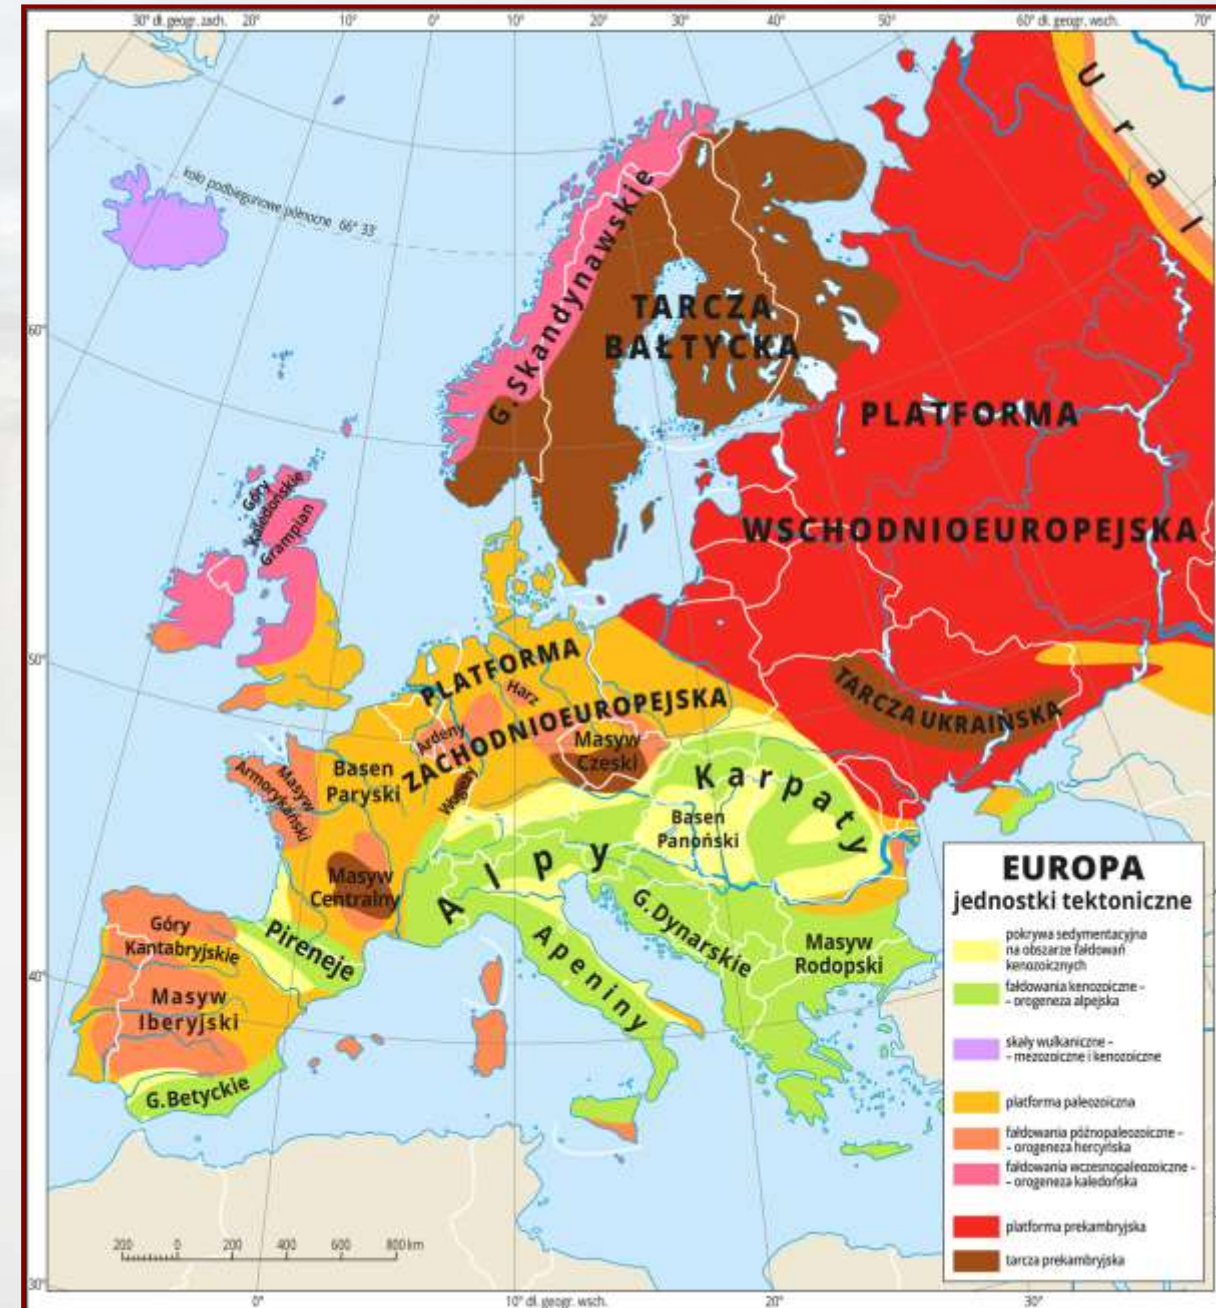 30° dł. geogr. zach.
20°
10°
0°
10°
20°
30°
40°
50°
60° dł. geogr. wsch.
70°
Ural
koło podbiegunowe północne 66° 33'
G. Skandynawskie
TARCZA
BAŁTYCKA
60°
PLATFORMA
WSCHODNIOEUROPEJSKA
Góry
Kaledońskie
Grampian
50°
PLATFORMA
ZACHODNIOEUROPEJSKA
Harz
Ardeny
TARCZA UKRAIŃSKA
Masyw
Czeski
Masyw
Armorykański
Basen
Paryski
Wogezy
Karpaty
Basen
Panoński
Alpy
Masyw
Centralny
G. Dynarskie
Góry
Kantabryjskie
Pireneje
Apeniny
Masyw
Rodopski
40°
Masyw
Iberyjski
G. Betyckie
EUROPA
jednostki tektoniczne
pokrywa sedymentacyjna
na obszarze fałdowań
kenozoicznych
fałdowania kenozoiczne –
– orogeneza alpejska
skały wulkaniczne –
– mezozoiczne i kenozoiczne
platforma paleozoiczna
fałdowania późnopaleozoiczne –
– orogeneza hercyńska
fałdowania wczesnopaleozoiczne –
– orogeneza kaledońska
platforma prekambryjska
tarcza prekambryjska
200 0 200 400 600 800 km
30°
0°
10° dł. geogr. wsch.
20°
30°